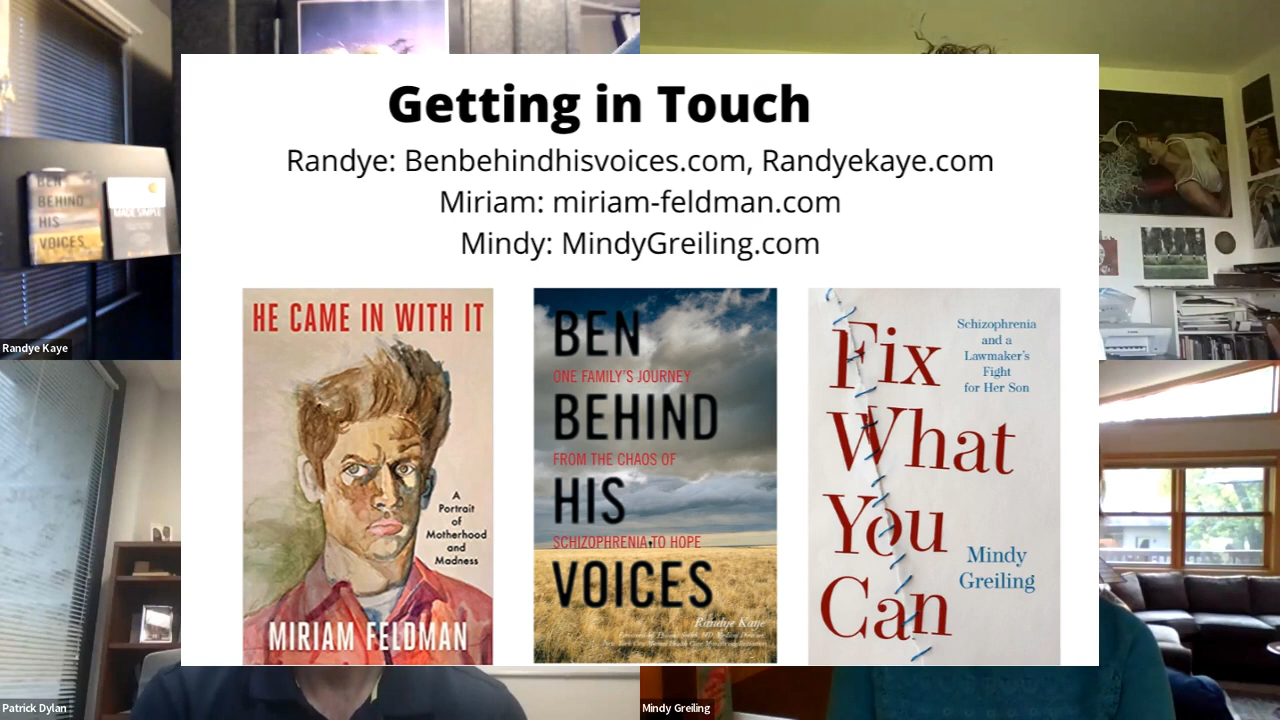 Getting in Touch
Randye: Benbehindhisvoices.com, Randyekaye.com
Miriam: miriam-feldman.com
Mindy: MindyGreiling.com
HE CAME IN WITH IT
A
Portrait
of
Motherhood
and
Madness
MIRIAM FELDMAN
BEN
ONE FAMILY'S JOURNEY
BEHIND
FROM THE CHAOS OF
HIS
SCHIZOPHRENIA TO HOPE
VOICES
Randye Kaye
Schizophrenia
and a
Lawmaker's
Fight
for Her Son
Fix
What
You
Can
Mindy
Greiling
BEN
BEHIND
HIS
VOICES
MADE SIMPLE
Randye Kaye
Patrick Dylan
Mindy Greiling